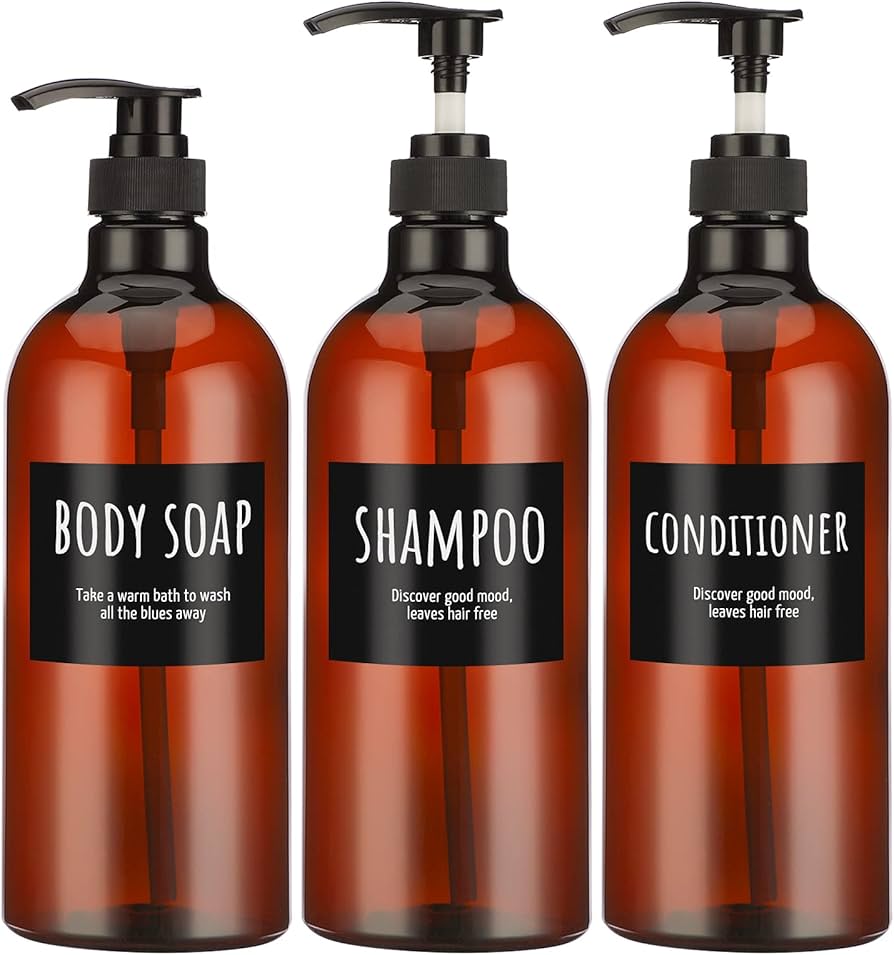 BODY SOAP
Take a warm bath to wash
all the blues away
SHAMPOO
Discover good mood,
leaves hair free
CONDITIONER
Discover good mood,
leaves hair free